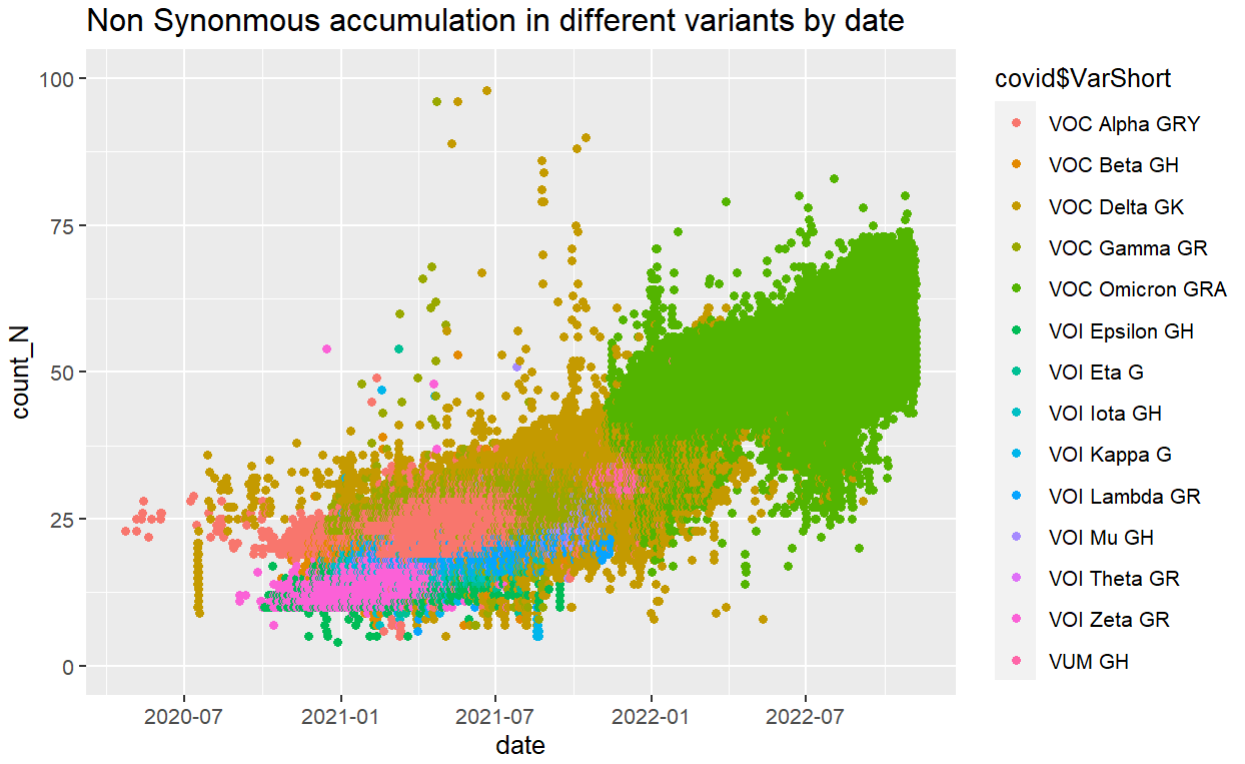 Non Synonmous accumulation in different variants by date
100
75
50
25
0
count_N
2020-07
2021-01
2021-07
2022-01
2022-07
date
covid$VarShort
VOC Alpha GRY
VOC Beta GH
VOC Delta GK
VOC Gamma GR
VOC Omicron GRA
VOI Epsilon GH
VOI Eta G
VOI Iota GH
VOI Kappa G
VOI Lambda GR
VOI Mu GH
VOI Theta GR
VOI Zeta GR
VUM GH